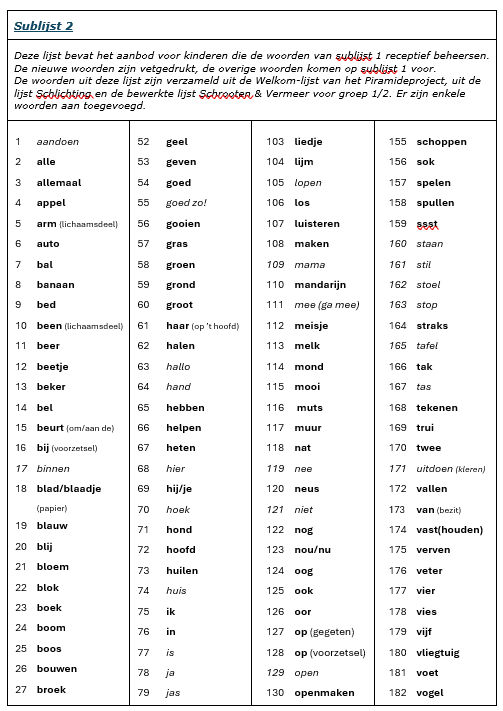 Sublijst 2
Deze lijst bevat het aanbod voor kinderen die de woorden van sublijst 1 receptief beheersen.
De nieuwe woorden zijn vetgedrukt, de overige woorden komen op sublijst 1 voor.
De woorden uit deze lijst zijn verzameld uit de Welkom-lijst van het Piramideproject, uit de
lijst Schlichting en de bewerkte lijst Schrooten & Vermeer voor groep 1/2. Er zijn enkele
woorden aan toegevoegd.
1 aandoen
2 alle
3 allemaal
4 appel
5 arm (lichaamsdeel)
6 auto
7 bal
8 banaan
9 bed
10 been (lichaamsdeel)
11 beer
12 beetje
13 beker
14 bel
15 beurt (om/aan de)
16 bij (voorzetsel)
17 binnen
18 blad/blaadje
(papier)
19 blauw
20 blij
21 bloem
22 blok
23 boek
24 boom
25 boos
26 bouwen
27 broek
52 geel
53 geven
54 goed
55 goed zo!
56 gooien
57 gras
58 groen
59 grond
60 groot
61 haar (op 't hoofd)
62 halen
63 hallo
64 hand
65 hebben
66 helpen
67 heten
68 hier
69 hij/je
70 hoek
71 hond
72 hoofd
73 huilen
74 huis
75 ik
76 in
77 is
78 ja
79 jas
103 liedje
104 lijm
105 lopen
106 los
107 luisteren
108 maken
109 mama
110 mandarijn
111 mee (ga mee)
112 meisje
113 melk
114 mond
115 mooi
116 muts
117 muur
118 nat
119 nee
120 neus
121 niet
122 nog
123 nou/nu
124 oog
125 ook
126 oor
127 op (gegeten)
128 op (voorzetsel)
129 open
130 openmaken
155 schoppen
156 sok
157 spelen
158 spullen
159 ssst
160 staan
161 stil
162 stoel
163 stop
164 straks
165 tafel
166 tak
167 tas
168 tekenen
169 trui
170 twee
171 uitdoen (kleren)
172 vallen
173 van (bezit)
174 vast(houden)
175 verven
176 veter
177 vier
178 vies
179 vijf
180 vliegtuig
181 voet
182 vogel